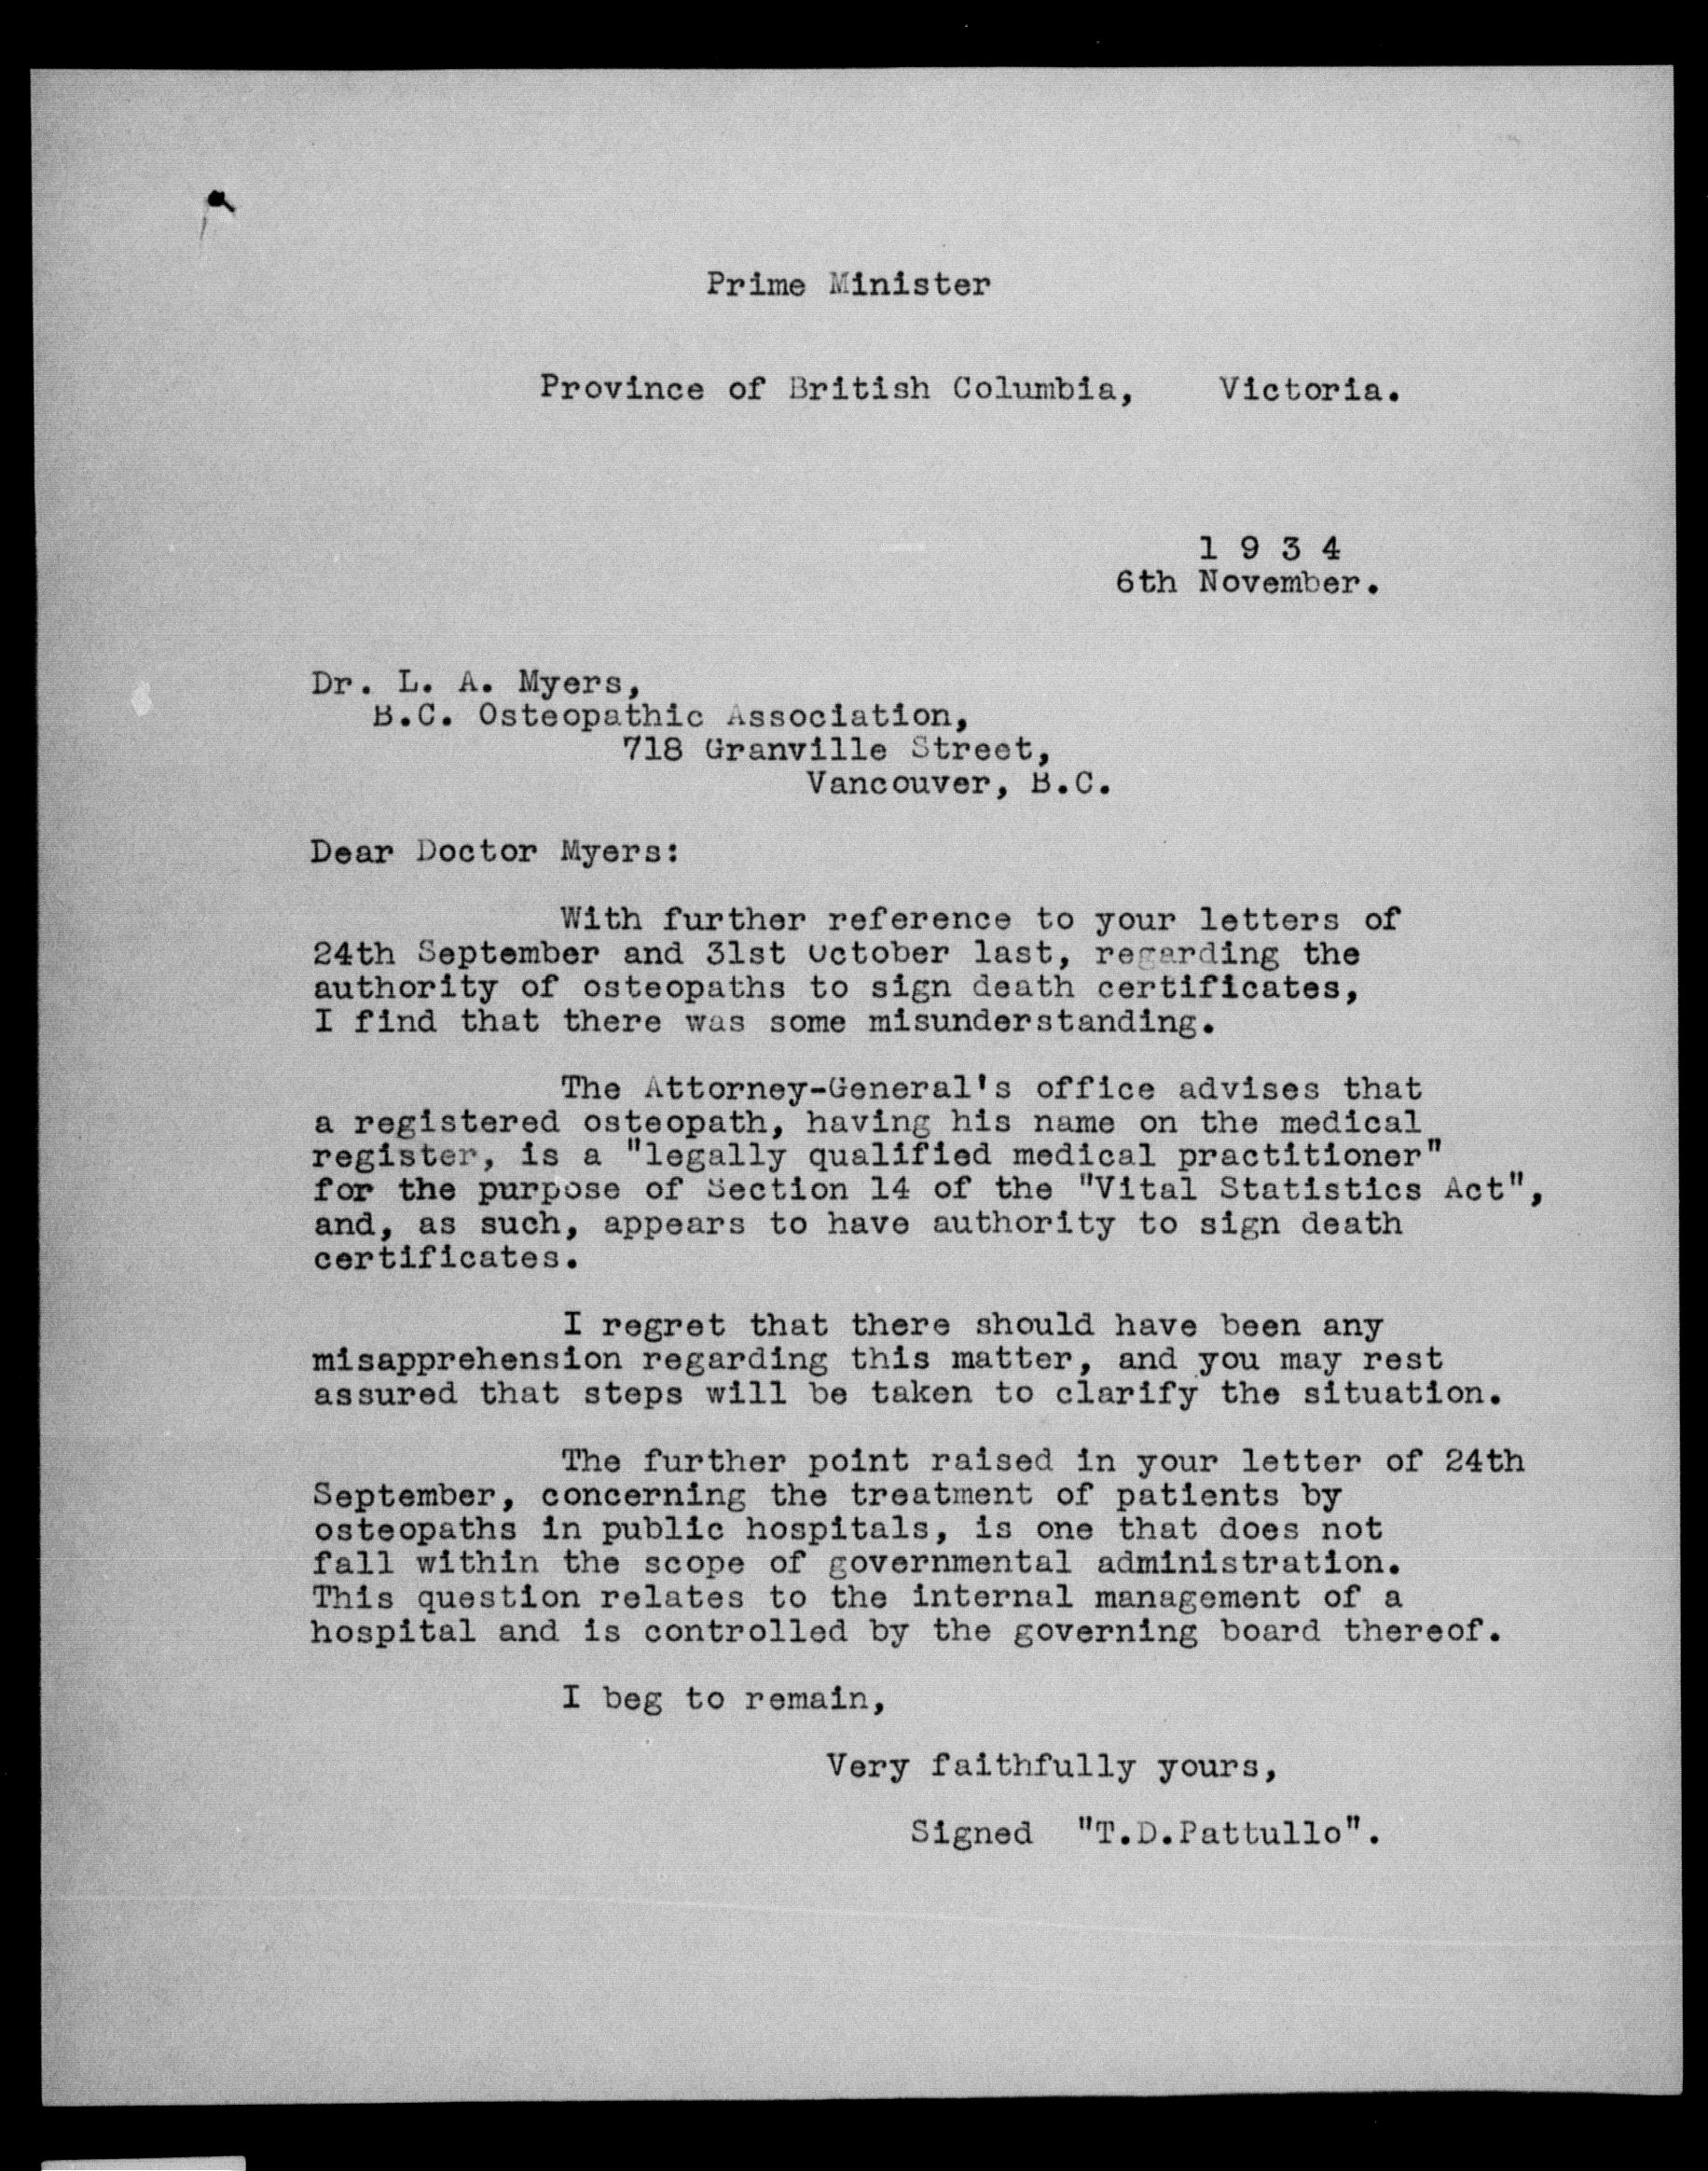 Prime Minister
Province of British Columbia, Victoria.
1 9 3 4
6th November.
Dr. L. A. Myers,
B.C. Osteopathic Association,
718 Granville Street,
Vancouver, B.C.
Dear Doctor Myers:
With further reference to your letters of
24th September and 31st October last, regarding the
authority of osteopaths to sign death certificates,
I find that there was some misunderstanding.
The Attorney-General's office advises that
a registered osteopath, having his name on the medical
register, is a "legally qualified medical practitioner"
for the purpose of Section 14 of the "Vital Statistics Act",
and, as such, appears to have authority to sign death
certificates.
I regret that there should have been any
misapprehension regarding this matter, and you may rest
assured that steps will be taken to clarify the situation.
The further point raised in your letter of 24th
September, concerning the treatment of patients by
osteopaths in public hospitals, is one that does not
fall within the scope of governmental administration.
This question relates to the internal management of a
hospital and is controlled by the governing board thereof.
I beg to remain,
Very faithfully yours,
Signed "T.D.Pattullo".